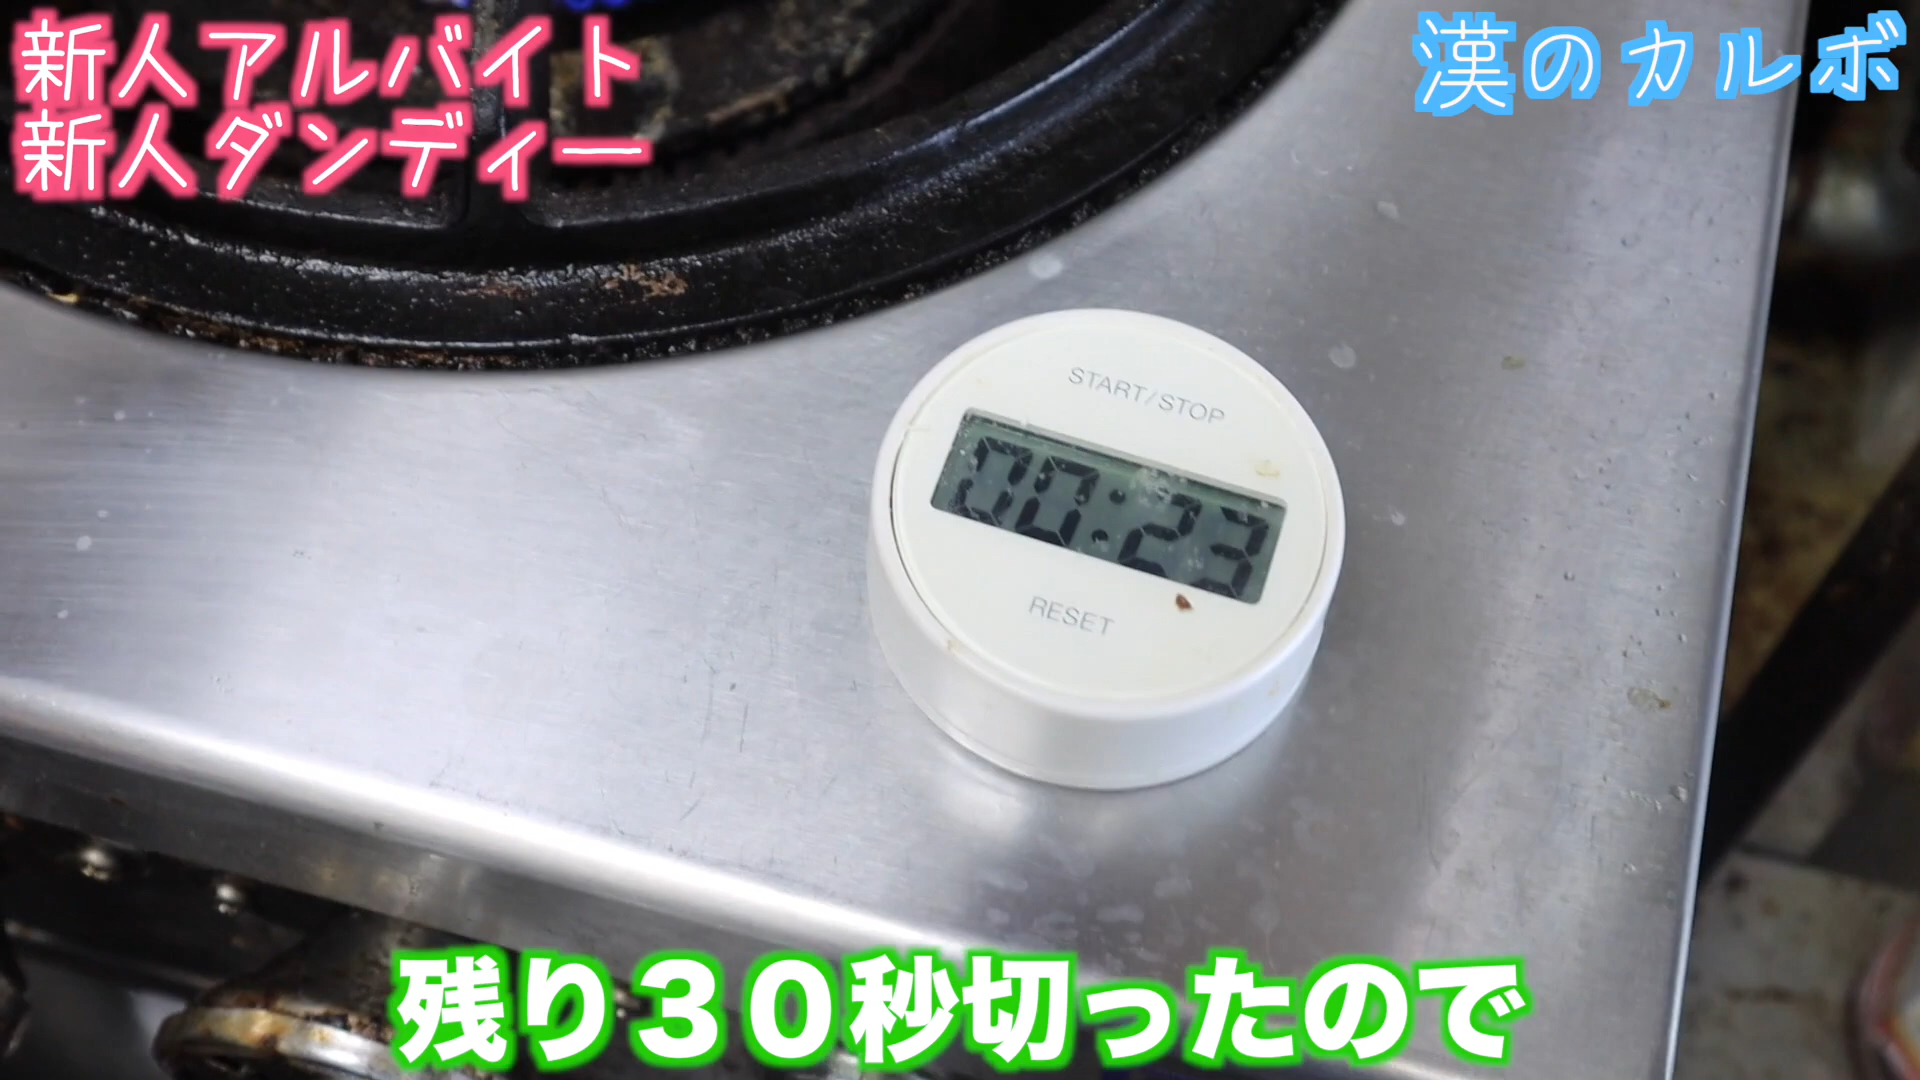 新人アルバイト
新人ダンディー
漢のカルボ
START/STOP
00:23
RESET
残り３０秒切ったので